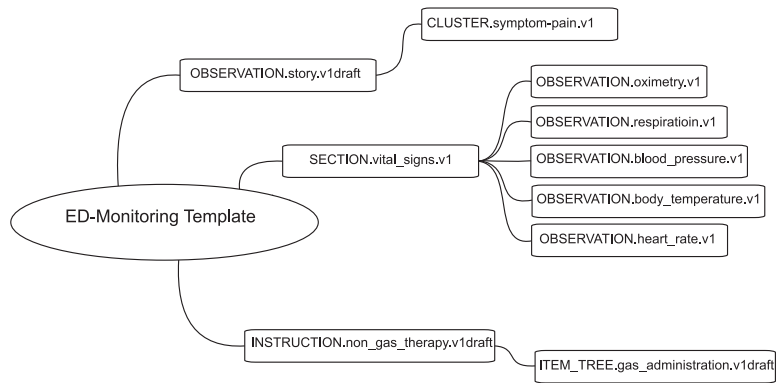 CLUSTER.symptom-pain.v1
OBSERVATION.story.v1draft
OBSERVATION.oximetry.v1
OBSERVATION.respiratioin.v1
SECTION.vital_signs.v1
OBSERVATION.blood_pressure.v1
OBSERVATION.body_temperature.v1
ED-Monitoring Template
OBSERVATION.heart_rate.v1
INSTRUCTION.non_gas_therapy.v1draft
ITEM_TREE.gas_administration.v1draft